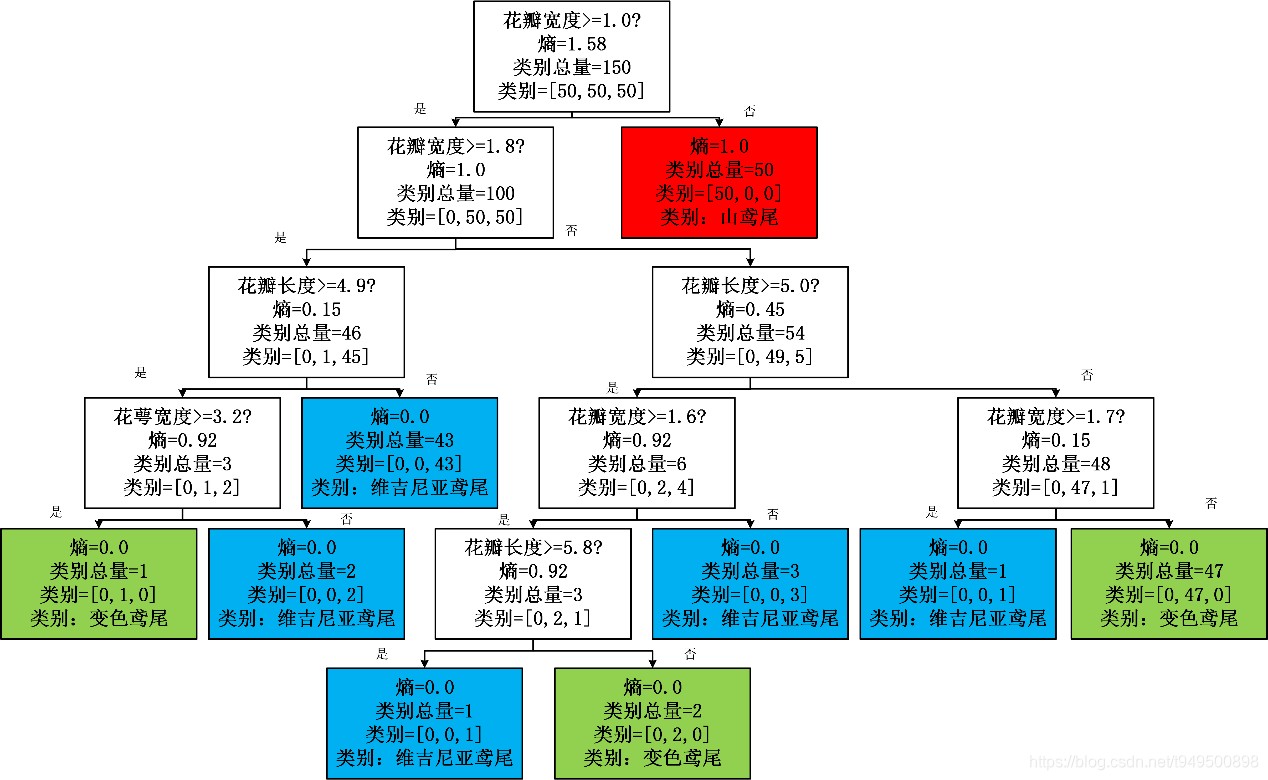 花瓣宽度>=1.0?
熵=1.58
类别总量=150
类别=[50,50,50]
是
否
花瓣宽度>=1.8?
熵=1.0
类别总量=100
类别=[0,50,50]
熵=1.0
类别总量=50
类别=[50,0,0]
类别：山鸢尾
是
否
花瓣长度>=4.9?
熵=0.15
类别总量=46
类别=[0,1,45]
花瓣长度>=5.0?
熵=0.45
类别总量=54
类别=[0,49,5]
是
否
是
否
花萼宽度>=3.2?
熵=0.92
类别总量=3
类别=[0,1,2]
熵=0.0
类别总量=43
类别=[0,0,43]
类别：维吉尼亚鸢尾
花瓣宽度>=1.6?
熵=0.92
类别总量=6
类别=[0,2,4]
花瓣宽度>=1.7?
熵=0.15
类别总量=48
类别=[0,47,1]
是
否
是
否
是
否
熵=0.0
类别总量=1
类别=[0,1,0]
类别：变色鸢尾
熵=0.0
类别总量=2
类别=[0,0,2]
类别：维吉尼亚鸢尾
花瓣长度>=5.8?
熵=0.92
类别总量=3
类别=[0,2,1]
熵=0.0
类别总量=3
类别=[0,0,3]
类别：维吉尼亚鸢尾
熵=0.0
类别总量=1
类别=[0,0,1]
类别：维吉尼亚鸢尾
熵=0.0
类别总量=47
类别=[0,47,0]
类别：变色鸢尾
是
否
熵=0.0
类别总量=1
类别=[0,0,1]
类别：维吉尼亚鸢尾
熵=0.0
类别总量=2
类别=[0,2,0]
类别：变色鸢尾
https://blog.csdn.net/t949500898